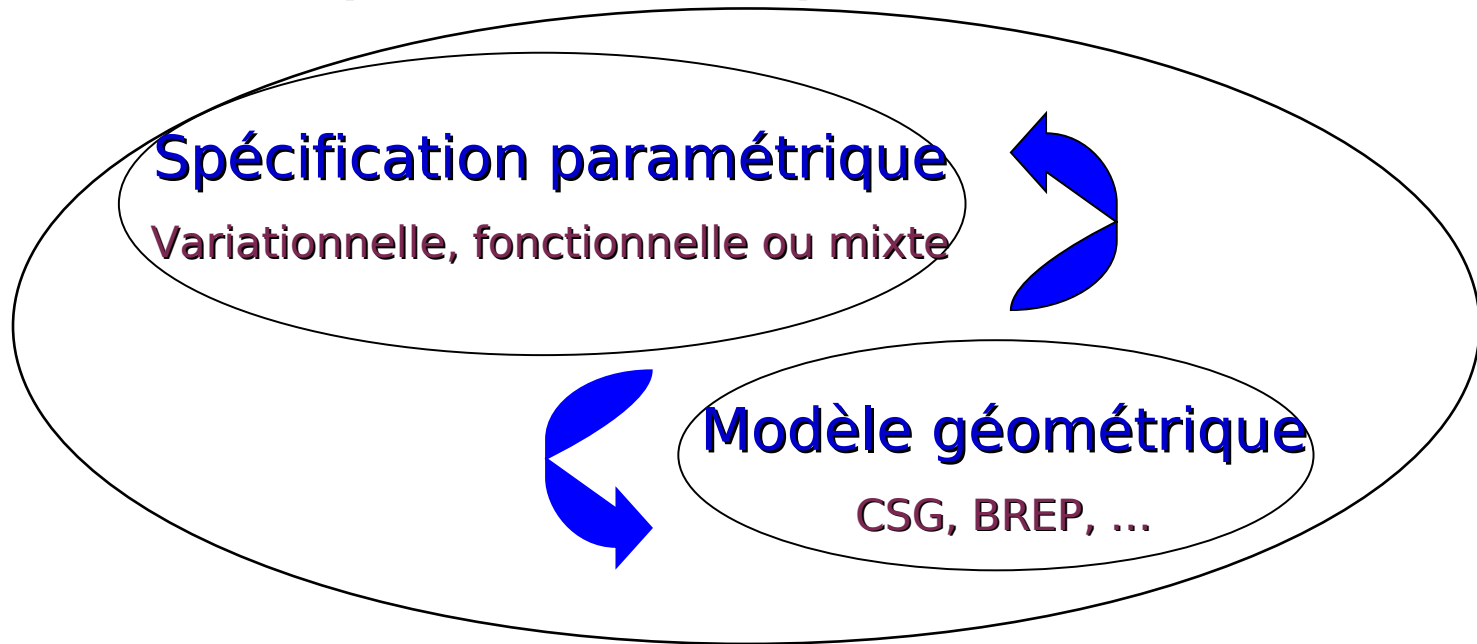 Spécification paramétrique
Variationnelle, fonctionnelle ou mixte
Modèle géométrique
CSG, BREP, ...